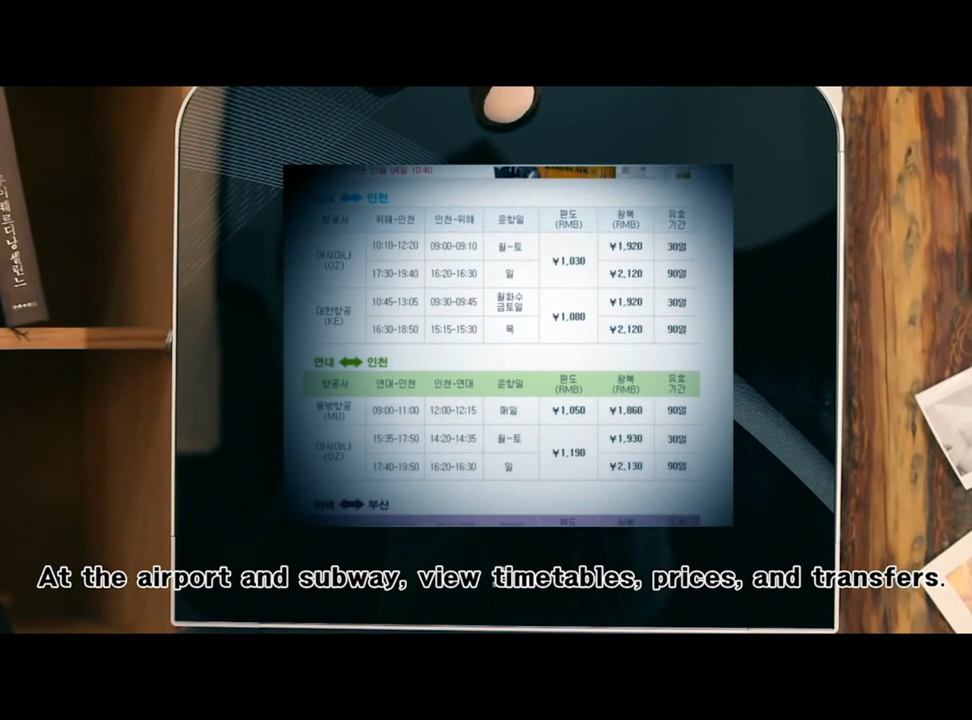 03월 04일 10:40
인천
항공사 위해-인천 인천-위해 운항일 편도 (RMB) 왕복 (RMB) 유효 기간
아시아나 (OZ) 10:10-12:20 09:00-09:10 월-토 ¥1,030 ¥1,920 30일
17:30-19:40 16:20-16:30 일 ¥2,120 90일
대한항공 (KE) 10:45-13:05 09:30-09:45 월화수 금토일 ¥1,080 ¥1,920 30일
16:30-18:50 15:15-15:30 목 ¥2,120 90일
연대 인천
항공사 연대-인천 인천-연대 운항일 편도 (RMB) 왕복 (RMB) 유효 기간
동방항공 (MU) 09:00-11:00 12:00-12:15 매일 ¥1,050 ¥1,860 90일
아시아나 (OZ) 15:35-17:50 14:20-14:35 월-토 ¥1,190 ¥1,930 30일
17:40-19:50 16:20-16:30 일 ¥2,130 90일
위해 부산
At the airport and subway, view timetables, prices, and transfers.